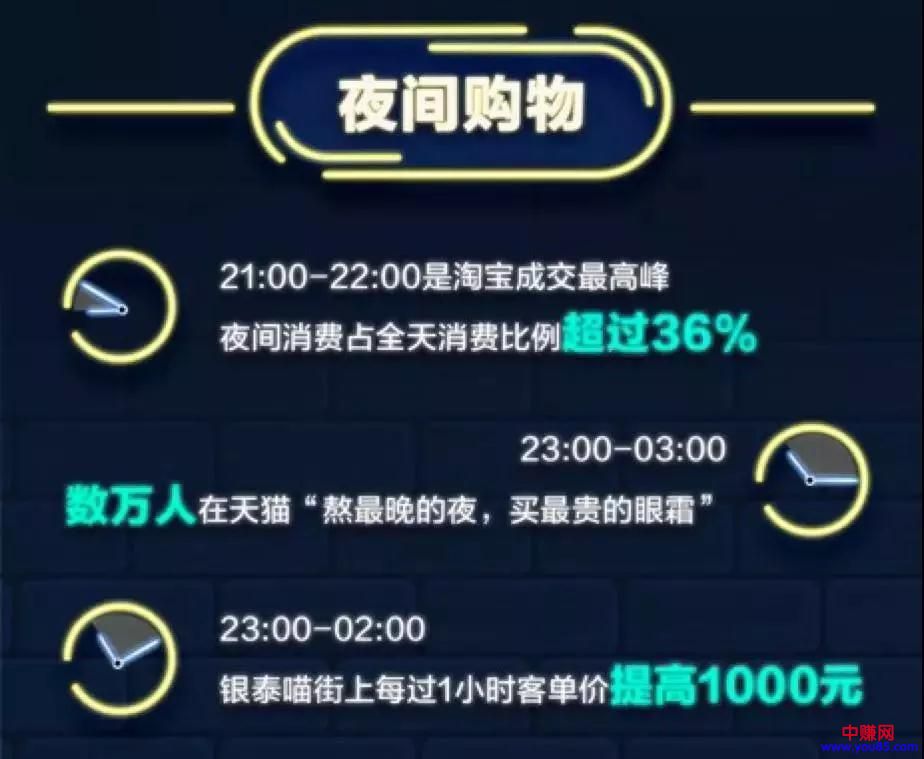 夜间购物
21:00-22:00是淘宝成交最高峰
夜间消费占全天消费比例超过36%
23:00-03:00
数万人在天猫“熬最晚的夜，买最贵的眼霜”
23:00-02:00
银泰喵街上每过1小时客单价提高1000元
中赚网
www.you85.com